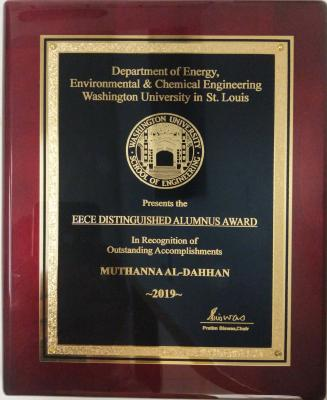 Department of Energy,
Environmental & Chemical Engineering
Washington University in St. Louis
WASHINGTON UNIVERSITY
SCHOOL OF ENGINEERING
Presents the
EECE DISTINGUISHED ALUMNUS AWARD
In Recognition of
Outstanding Accomplishments
MUTHANNA AL-DAHHAN
~2019~
Pratim Biswas, Chair